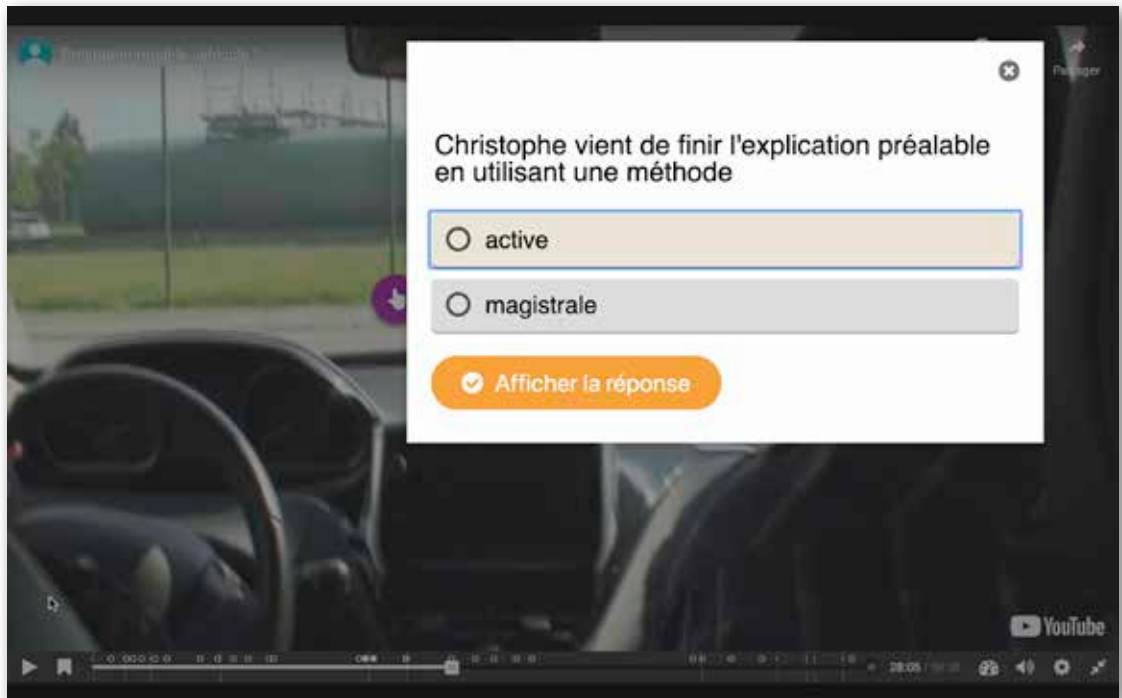 Partager
Christophe vient de finir l'explication préalable
en utilisant une méthode
active
magistrale
Afficher la réponse
YouTube
28:05